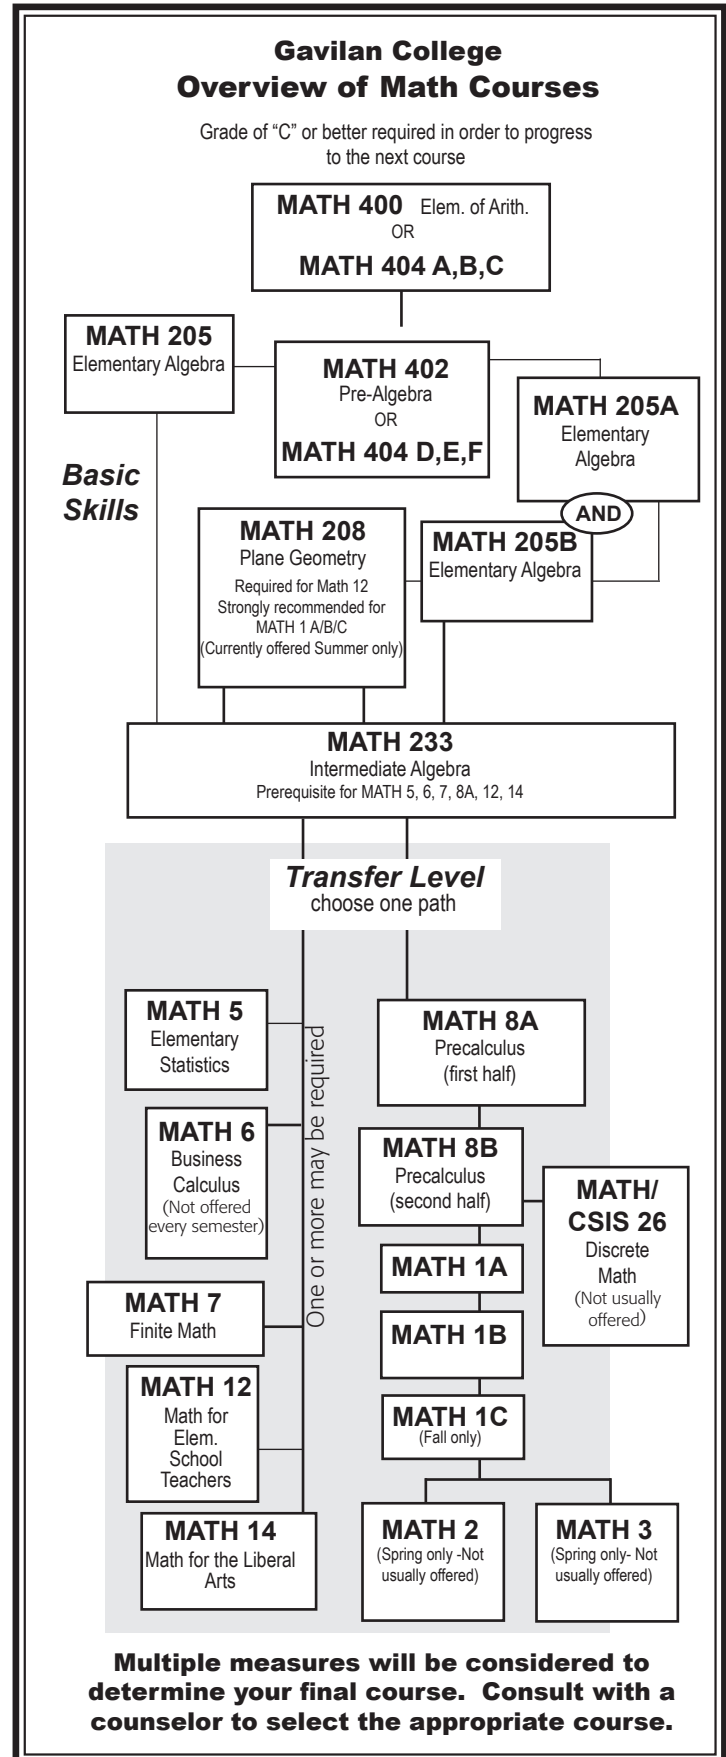 Gavilan College
Overview of Math Courses
Grade of “C” or better required in order to progress
to the next course
MATH 400 Elem. of Arith.
OR
MATH 404 A,B,C
MATH 205
Elementary Algebra
MATH 402
Pre-Algebra
OR
MATH 404 D,E,F
MATH 205A
Elementary
Algebra
Basic
Skills
AND
MATH 208
Plane Geometry
Required for Math 12
Strongly recommended for
MATH 1 A/B/C
(Currently offered Summer only)
MATH 205B
Elementary Algebra
MATH 233
Intermediate Algebra
Prerequisite for MATH 5, 6, 7, 8A, 12, 14
Transfer Level
choose one path
MATH 5
Elementary
Statistics
MATH 6
Business
Calculus
(Not offered
every semester)
MATH 7
Finite Math
MATH 12
Math for
Elem.
School
Teachers
MATH 14
Math for the Liberal
Arts
One or more may be required
MATH 8A
Precalculus
(first half)
MATH 8B
Precalculus
(second half)
MATH/
CSIS 26
Discrete
Math
(Not usually
offered)
MATH 1A
MATH 1B
MATH 1C
(Fall only)
MATH 2
(Spring only -Not
usually offered)
MATH 3
(Spring only- Not
usually offered)
Multiple measures will be considered to
determine your final course. Consult with a
counselor to select the appropriate course.